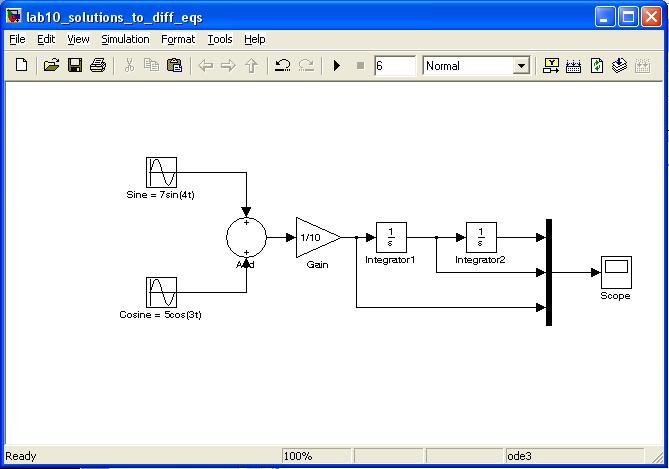 lab10_solutions_to_diff_eqs
File Edit View Simulation Format Tools Help
6 Normal
Sine = 7sin(4t)
+
+
Add
1/10
Gain
1
s
Integrator1
1
s
Integrator2
Scope
Cosine = 5cos(3t)
Ready 100% ode3